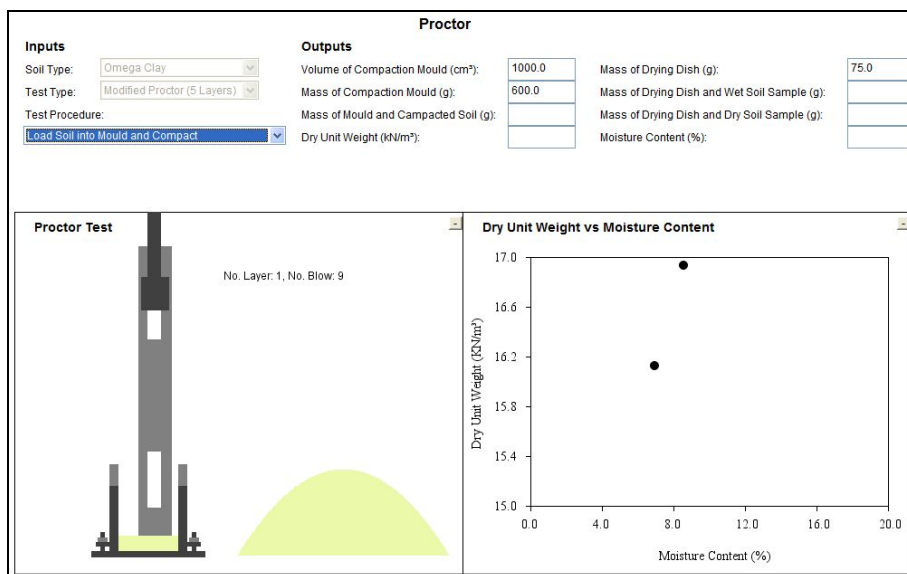 Proctor
Inputs
Outputs
Soil Type:
Omega Clay
Volume of Compaction Mould (cm³):
1000.0
Mass of Drying Dish (g):
75.0
Test Type:
Modified Proctor (5 Layers)
Mass of Compaction Mould (g):
600.0
Mass of Drying Dish and Wet Soil Sample (g):
Test Procedure:
Mass of Mould and Campacted Soil (g):
Mass of Drying Dish and Dry Soil Sample (g):
Load Soil into Mould and Compact
Dry Unit Weight (kN/m³):
Moisture Content (%):
Proctor Test
-
No. Layer: 1, No. Blow: 9
Dry Unit Weight vs Moisture Content
-
Dry Unit Weight (KN/m³)
17.0
16.6
16.2
15.8
15.4
15.0
0.0 4.0 8.0 12.0 16.0 20.0
Moisture Content (%)